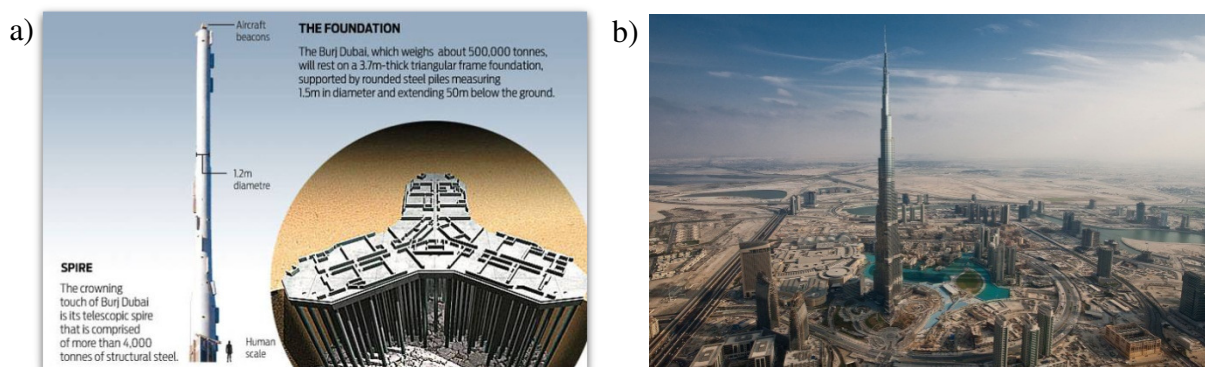 a)
Aircraft
beacons
THE FOUNDATION
The Burj Dubai, which weighs about 500,000 tonnes,
will rest on a 3.7m-thick triangular frame foundation,
supported by rounded steel piles measuring
1.5m in diameter and extending 50m below the ground.
1.2m
diametre
SPIRE
The crowning
touch of Burj Dubai
is its telescopic spire
that is comprised
of more than 4,000
tonnes of structural steel.
Human
scale
b)